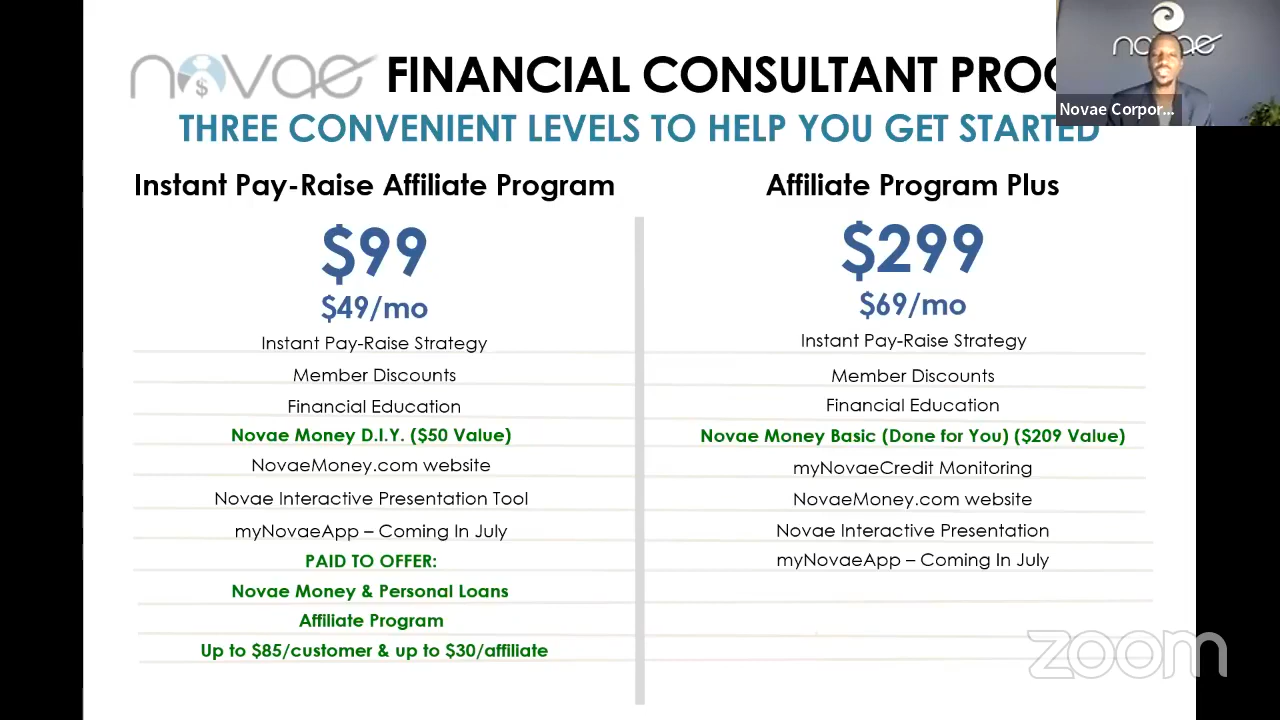 novae FINANCIAL CONSULTANT PROG
THREE CONVENIENT LEVELS TO HELP YOU GET STARTED
novae
Novae Corpor...
Instant Pay-Raise Affiliate Program
$99
$49/mo
Instant Pay-Raise Strategy
Member Discounts
Financial Education
Novae Money D.I.Y. ($50 Value)
NovaeMoney.com website
Novae Interactive Presentation Tool
myNovaeApp – Coming In July
PAID TO OFFER:
Novae Money & Personal Loans
Affiliate Program
Up to $85/customer & up to $30/affiliate
Affiliate Program Plus
$299
$69/mo
Instant Pay-Raise Strategy
Member Discounts
Financial Education
Novae Money Basic (Done for You) ($209 Value)
myNovaeCredit Monitoring
NovaeMoney.com website
Novae Interactive Presentation
myNovaeApp – Coming In July
zoom